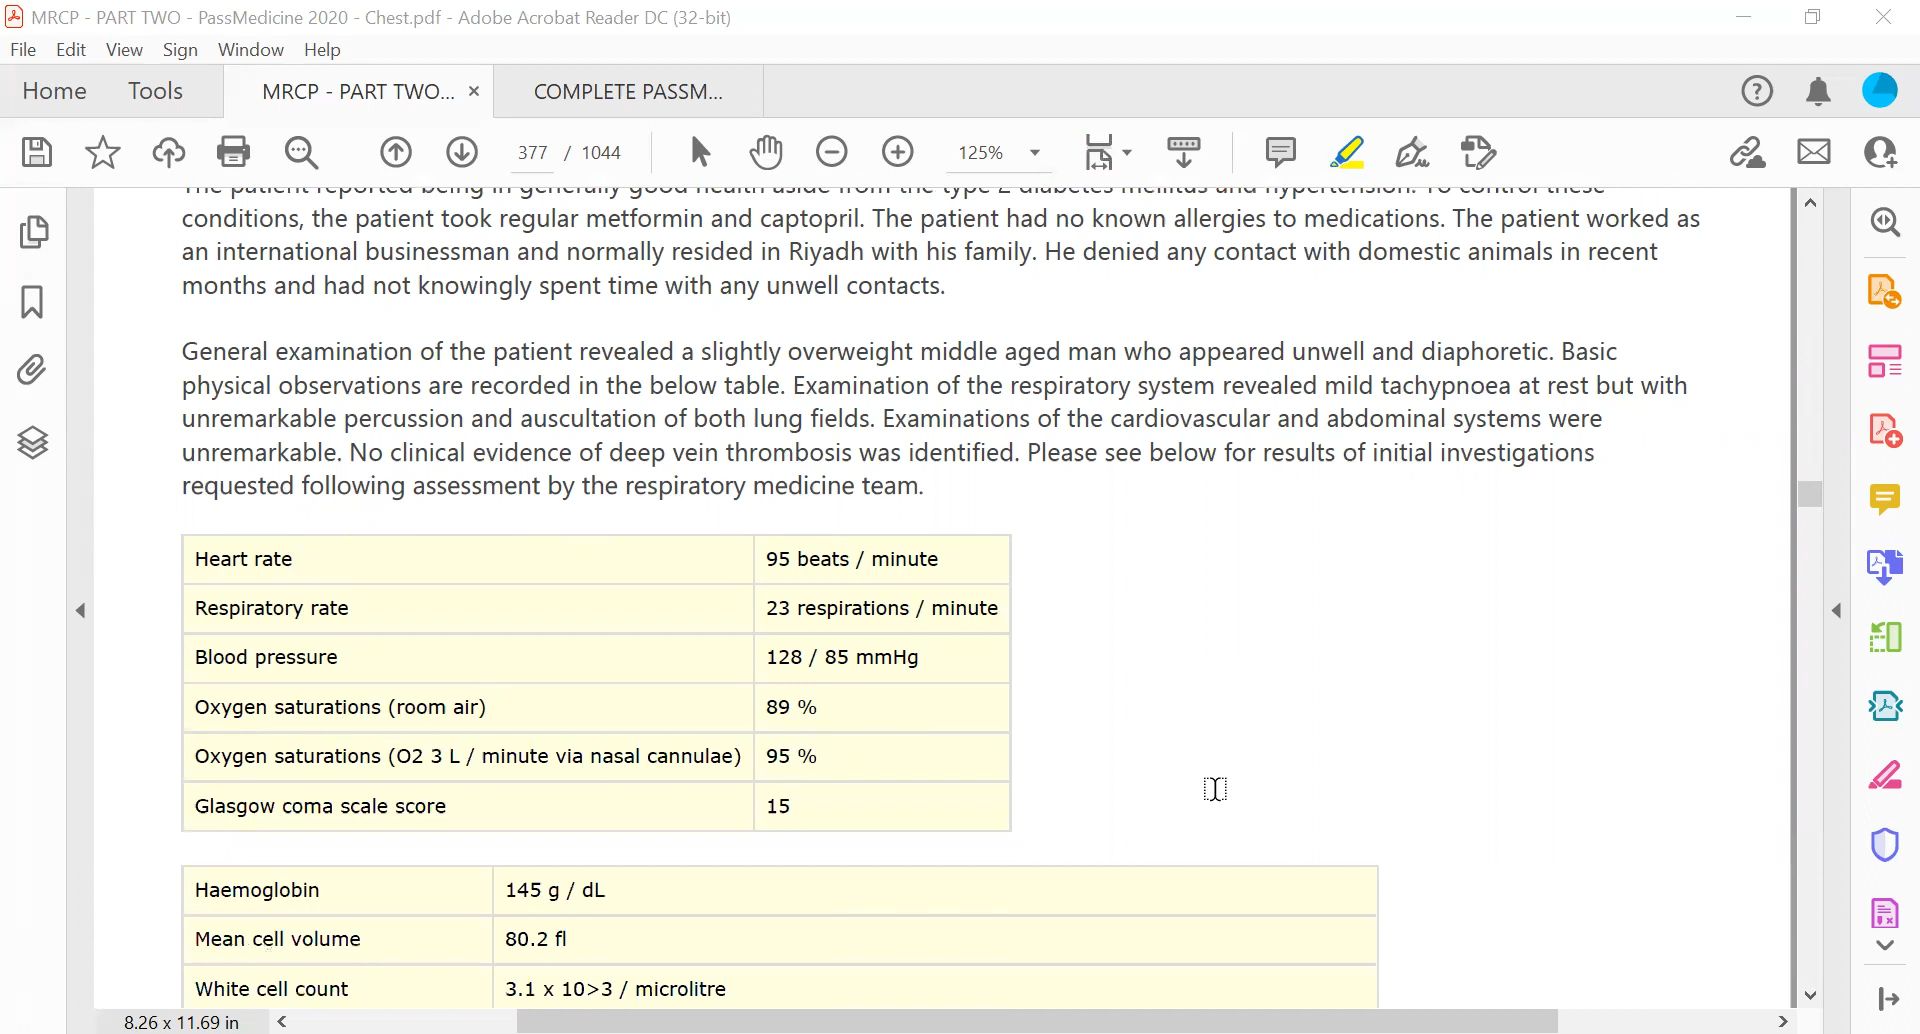 MRCP - PART TWO - PassMedicine 2020 - Chest.pdf - Adobe Acrobat Reader DC (32-bit)
File Edit View Sign Window Help
Home Tools MRCP - PART TWO... × COMPLETE PASSM...
377 / 1044 125%
The patient reported being in generally good health aside from the type 2 diabetes mellitus and hypertension. To control these
conditions, the patient took regular metformin and captopril. The patient had no known allergies to medications. The patient worked as
an international businessman and normally resided in Riyadh with his family. He denied any contact with domestic animals in recent
months and had not knowingly spent time with any unwell contacts.
General examination of the patient revealed a slightly overweight middle aged man who appeared unwell and diaphoretic. Basic
physical observations are recorded in the below table. Examination of the respiratory system revealed mild tachypnoea at rest but with
unremarkable percussion and auscultation of both lung fields. Examinations of the cardiovascular and abdominal systems were
unremarkable. No clinical evidence of deep vein thrombosis was identified. Please see below for results of initial investigations
requested following assessment by the respiratory medicine team.
Heart rate 95 beats / minute
Respiratory rate 23 respirations / minute
Blood pressure 128 / 85 mmHg
Oxygen saturations (room air) 89 %
Oxygen saturations (O2 3 L / minute via nasal cannulae) 95 %
Glasgow coma scale score 15
Haemoglobin 145 g / dL
Mean cell volume 80.2 fl
White cell count 3.1 x 10>3 / microlitre
8.26 x 11.69 in